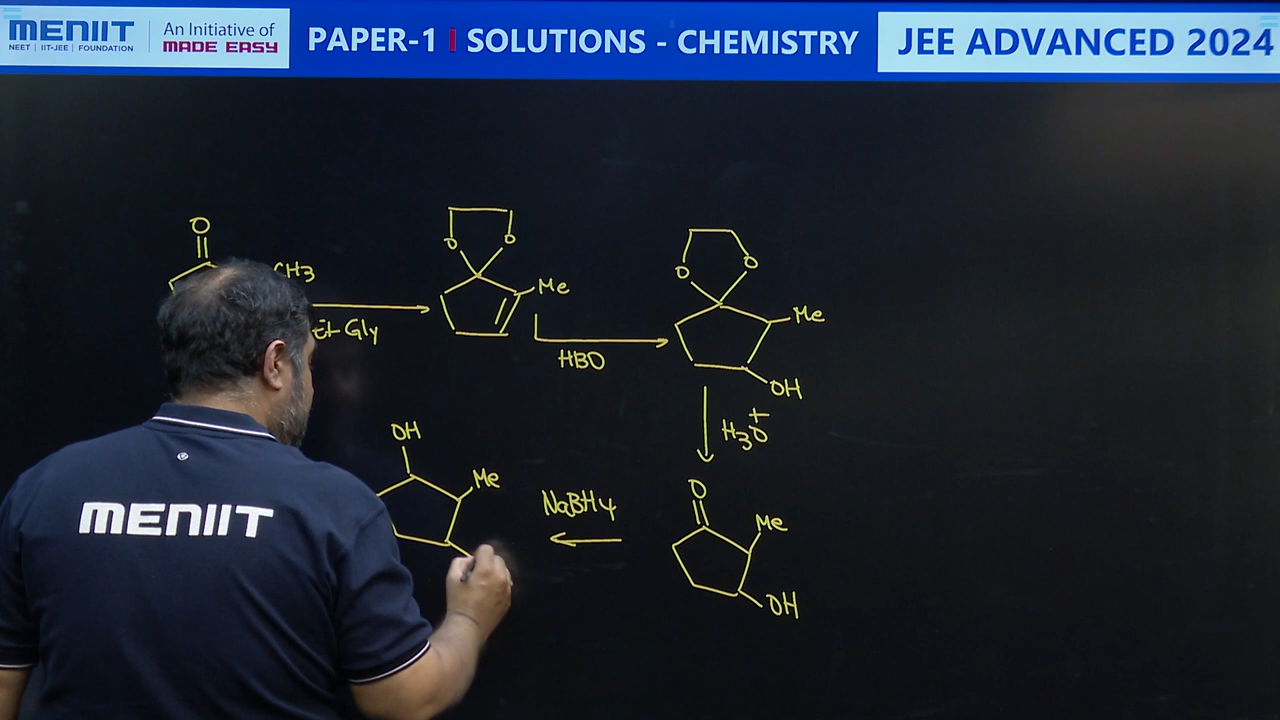 MENIIT
NEET | IIT-JEE | FOUNDATION
An Initiative of
MADE EASY
PAPER-1 | SOLUTIONS - CHEMISTRY
JEE ADVANCED 2024
O
CH3
Et Gly
O O
Me
HBO
O O
Me
OH
H3O+
O
Me
OH
NaBH4
OH
Me
MENIIT